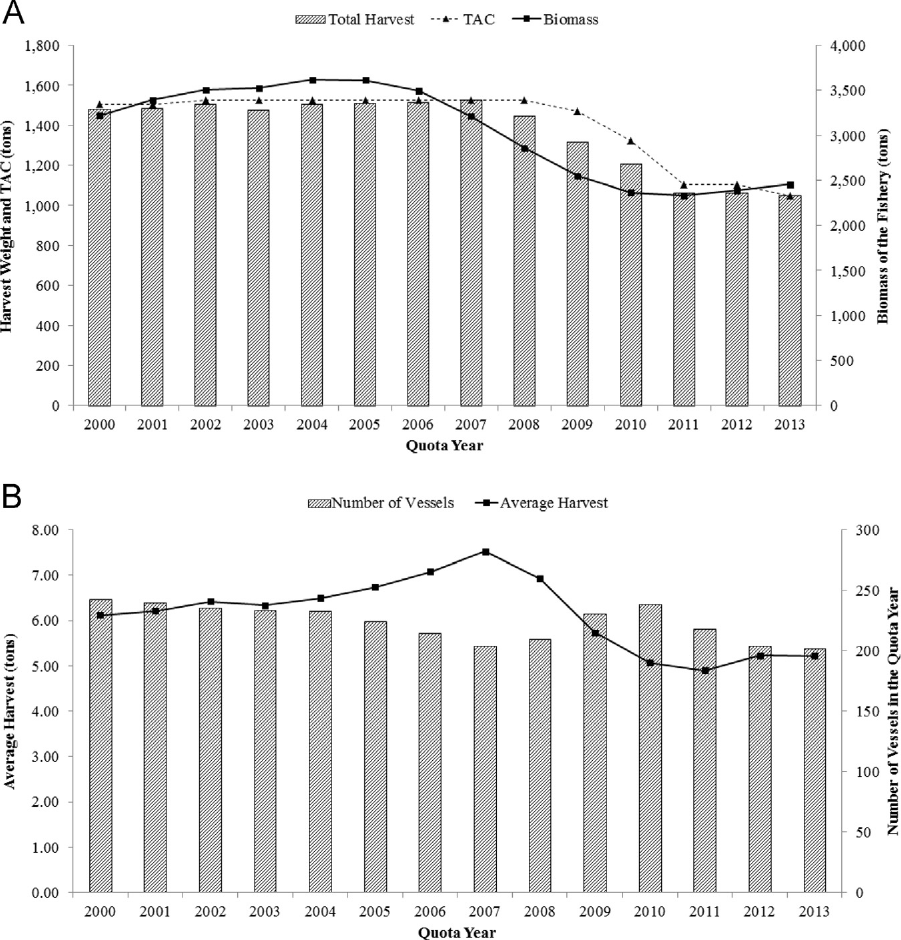 A
Total Harvest TAC Biomass
1,800 4,000
1,600 3,500
1,400 3,000
1,200 2,500
1,000 2,000
800 1,500
600 1,000
400 500
200
0 0
Harvest Weight and TAC (tons)
Biomass of the Fishery (tons)
2000 2001 2002 2003 2004 2005 2006 2007 2008 2009 2010 2011 2012 2013
Quota Year
B
Number of Vessels Average Harvest
8.00 300
7.00 250
6.00 200
5.00 150
4.00 100
3.00 50
2.00
1.00
0.00 0
Average Harvest (tons)
Number of Vessels in the Quota Year
2000 2001 2002 2003 2004 2005 2006 2007 2008 2009 2010 2011 2012 2013
Quota Year